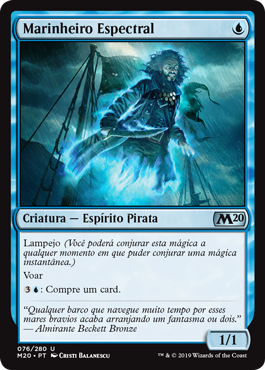 Marinheiro Espectral
Criatura — Espírito Pirata
M20
Lampejo (Você poderá conjurar esta mágica a
qualquer momento em que puder conjurar uma mágica
instantânea.)
Voar
3: Compre um card.
“Qualquer barco que navegue muito tempo por esses
mares bravios acaba arranjando um fantasma ou dois.”
— Almirante Beckett Bronze
1/1
076/280 U
M20 • PT Cristi Balanescu
™ & © 2019 Wizards of the Coast